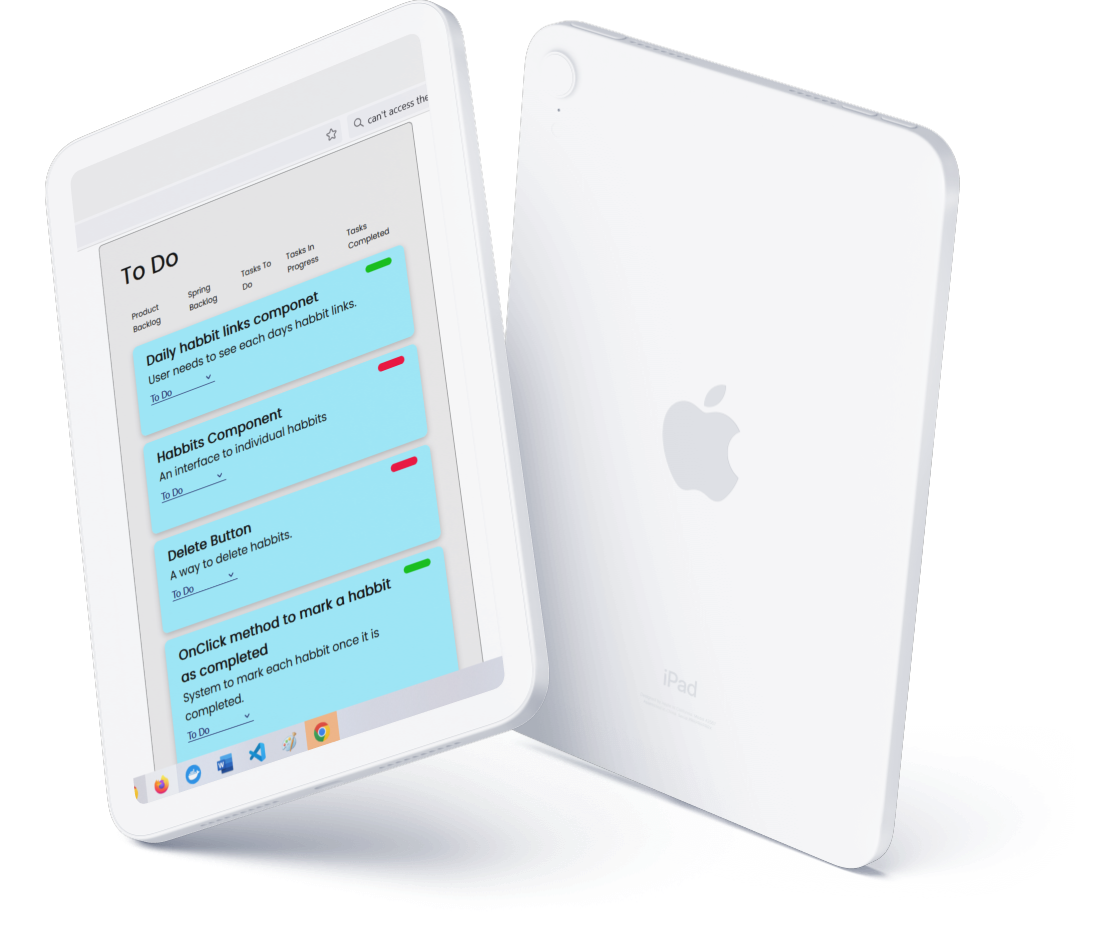 can't access the
To Do
Product
Backlog
Spring
Backlog
Tasks To
Do
Tasks In
Progress
Tasks
Completed
Daily habbit links componet
User needs to see each days habbit links.
To Do
Habbits Component
An interface to individual habbits
To Do
Delete Button
A way to delete habbits.
To Do
OnClick method to mark a habbit
as completed
System to mark each habbit once it is
completed.
To Do
W
iPad